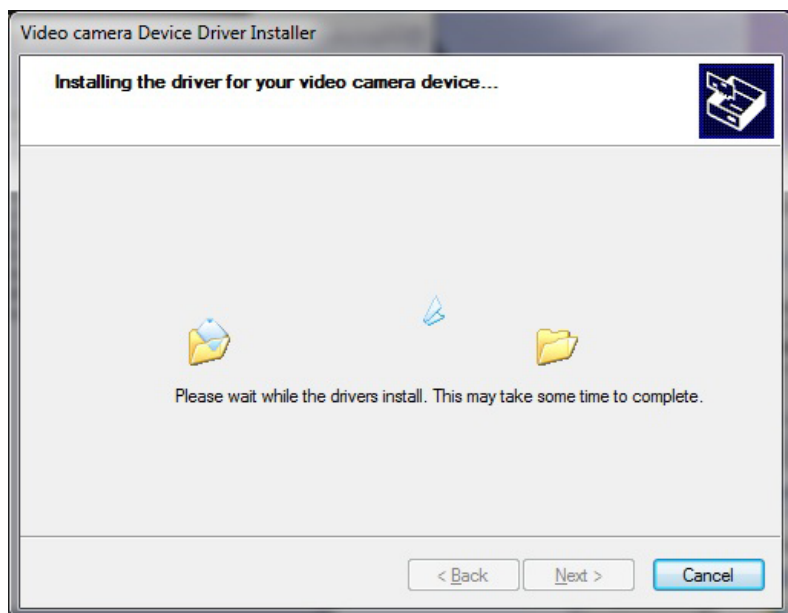 Video camera Device Driver Installer
Installing the driver for your video camera device...
Please wait while the drivers install. This may take some time to complete.
< Back
Next >
Cancel